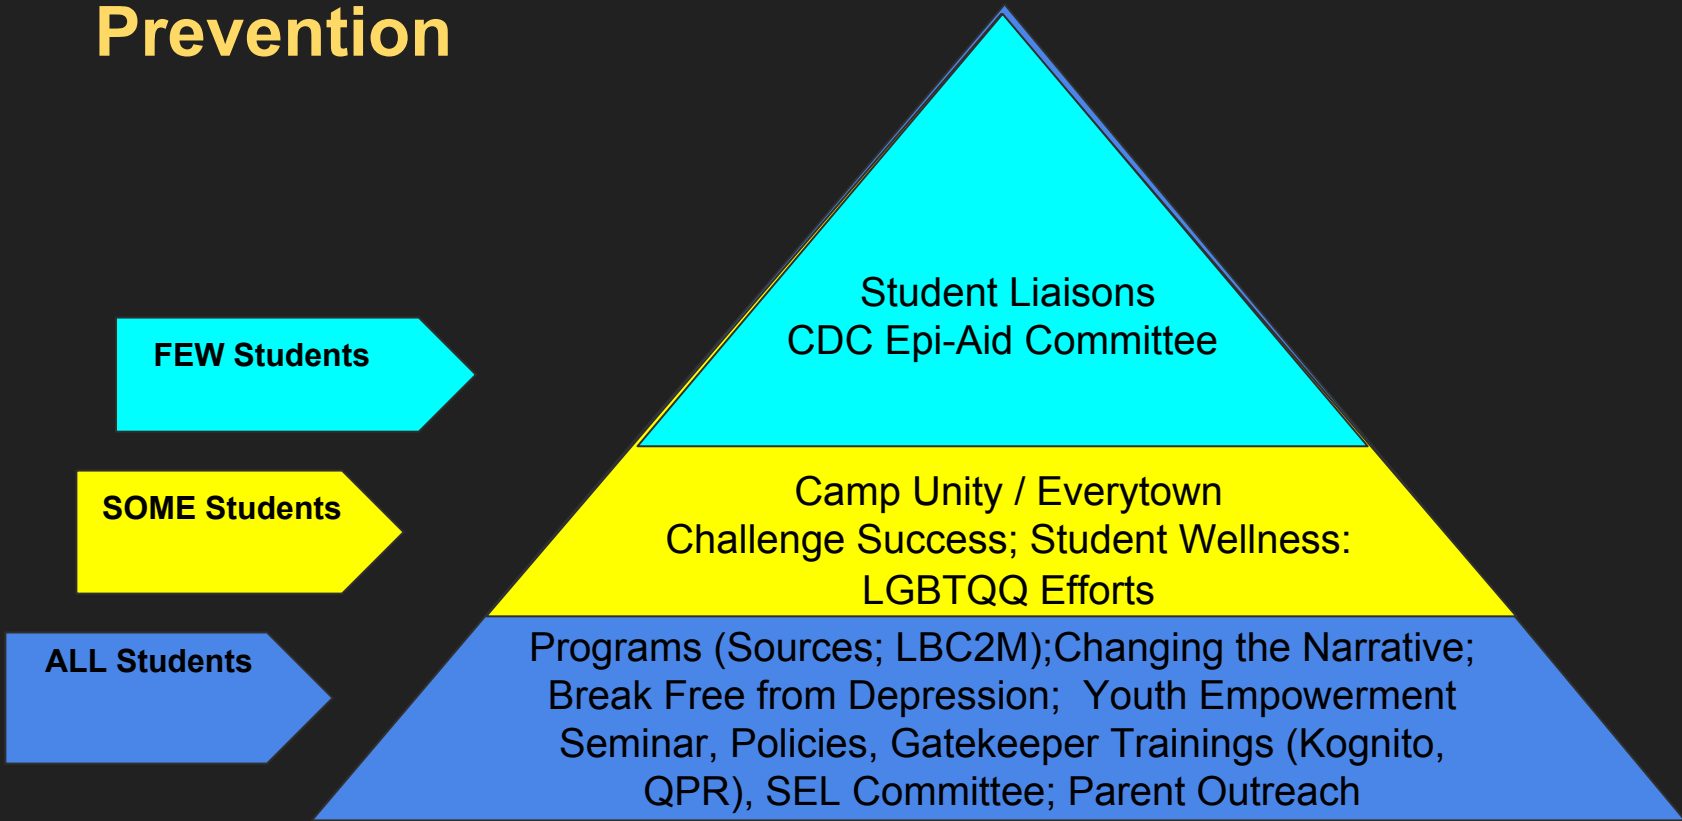 Prevention
Student Liaisons
CDC Epi-Aid Committee
FEW Students
Camp Unity / Everytown
Challenge Success; Student Wellness:
LGBTQQ Efforts
SOME Students
Programs (Sources; LBC2M);Changing the Narrative;
Break Free from Depression;  Youth Empowerment
Seminar, Policies, Gatekeeper Trainings (Kognito,
QPR), SEL Committee; Parent Outreach
ALL Students